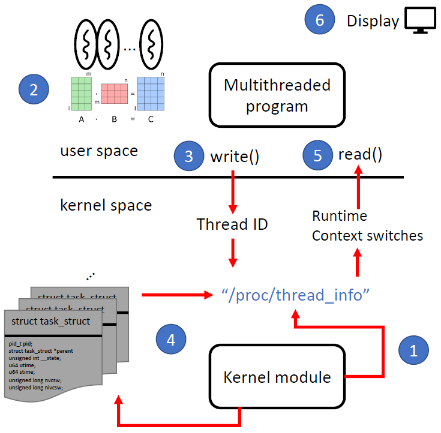 6 Display
2
m n n
l m l
A · B = C
Multithreaded
program
user space
3 write()
5 read()
kernel space
Thread ID
Runtime
Context switches
"/proc/thread_info"
...
struct task_struct
struct task_struct
struct task_struct
pid_t pid;
struct task_struct *parent
unsigned int __state;
u64 utime;
u64 stime;
unsigned long nvcsw;
unsigned long nivcsw;
4
1
Kernel module